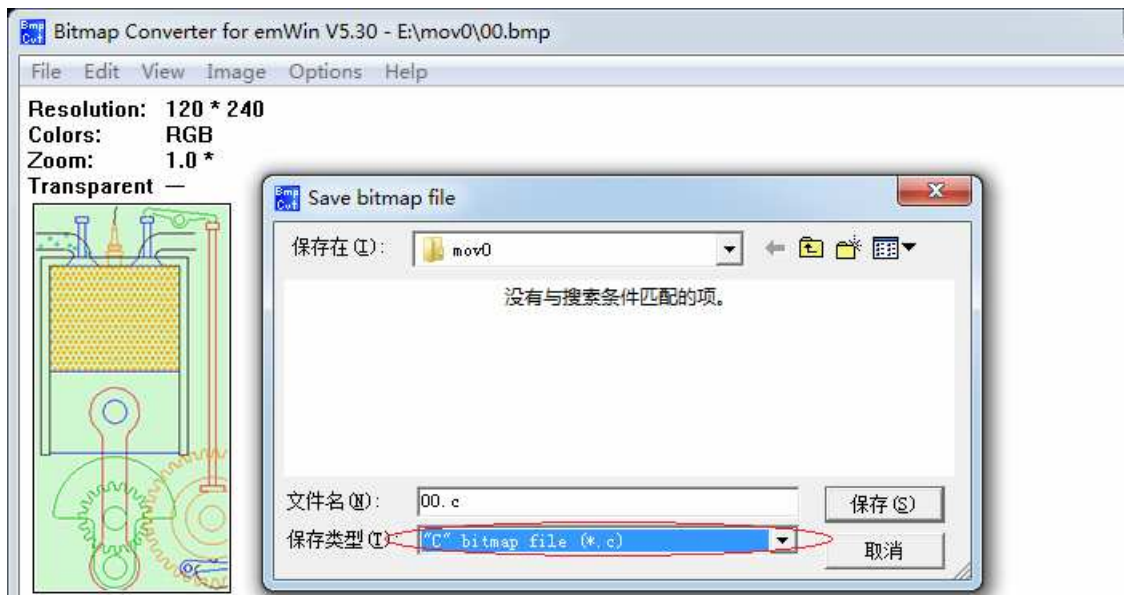 Bitmap Converter for emWin V5.30 - E:\mov0\00.bmp
File Edit View Image Options Help
Resolution: 120 * 240
Colors: RGB
Zoom: 1.0 *
Transparent —
Save bitmap file
保存在(I):
mov0
没有与搜索条件匹配的项。
文件名(N):
00.c
保存(S)
保存类型(T)
"C" bitmap file (*.c)
取消